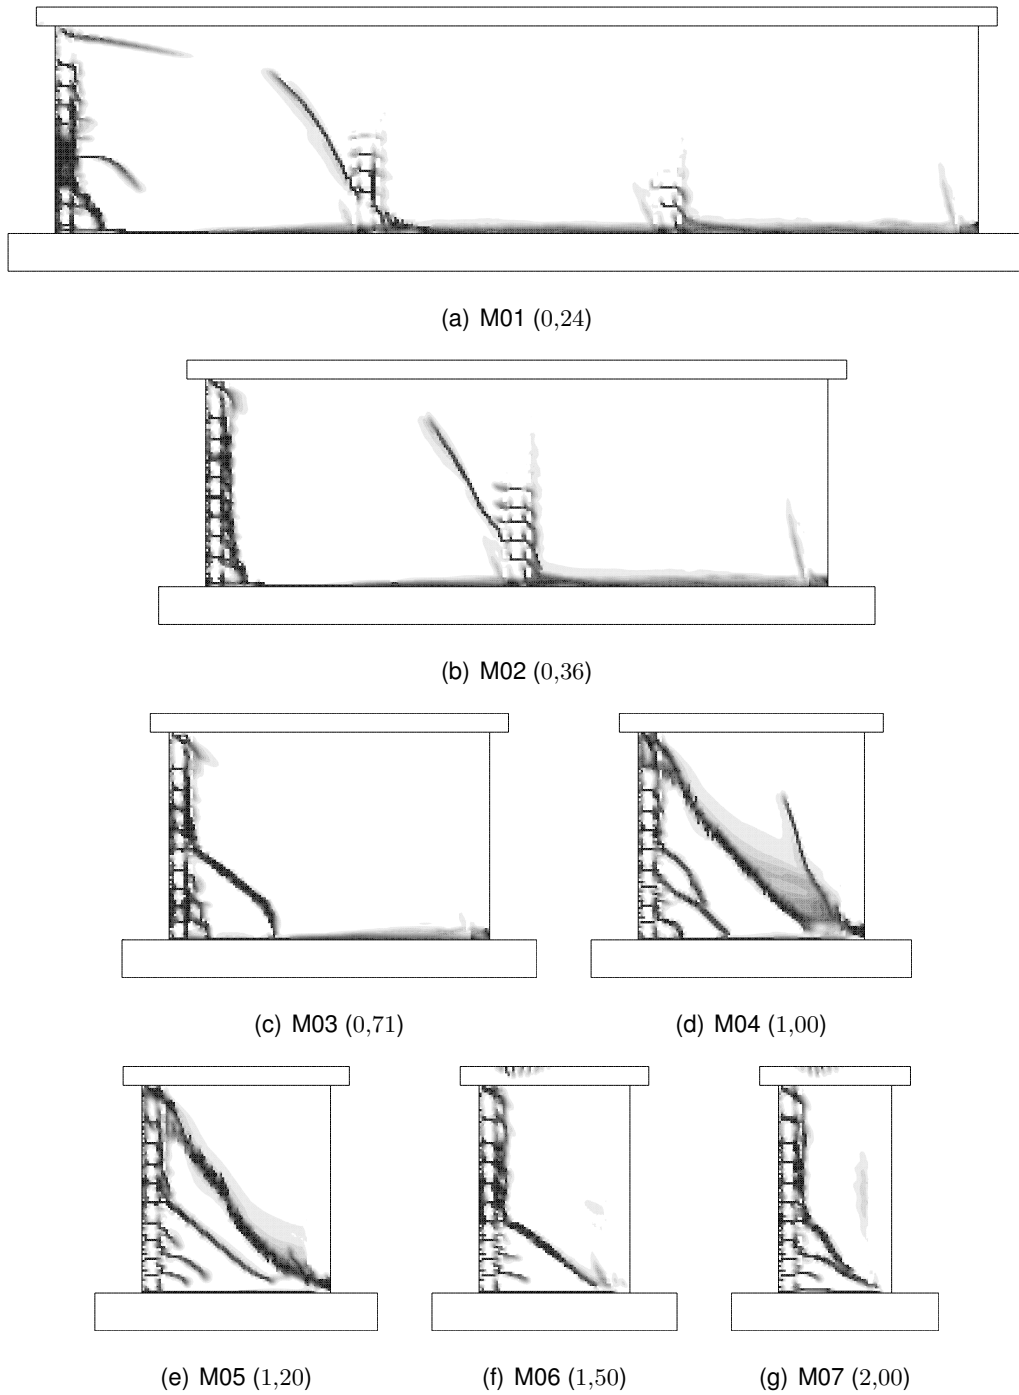 (a) M01 (0,24)
(b) M02 (0,36)
(c) M03 (0,71)
(d) M04 (1,00)
(e) M05 (1,20)
(f) M06 (1,50)
(g) M07 (2,00)